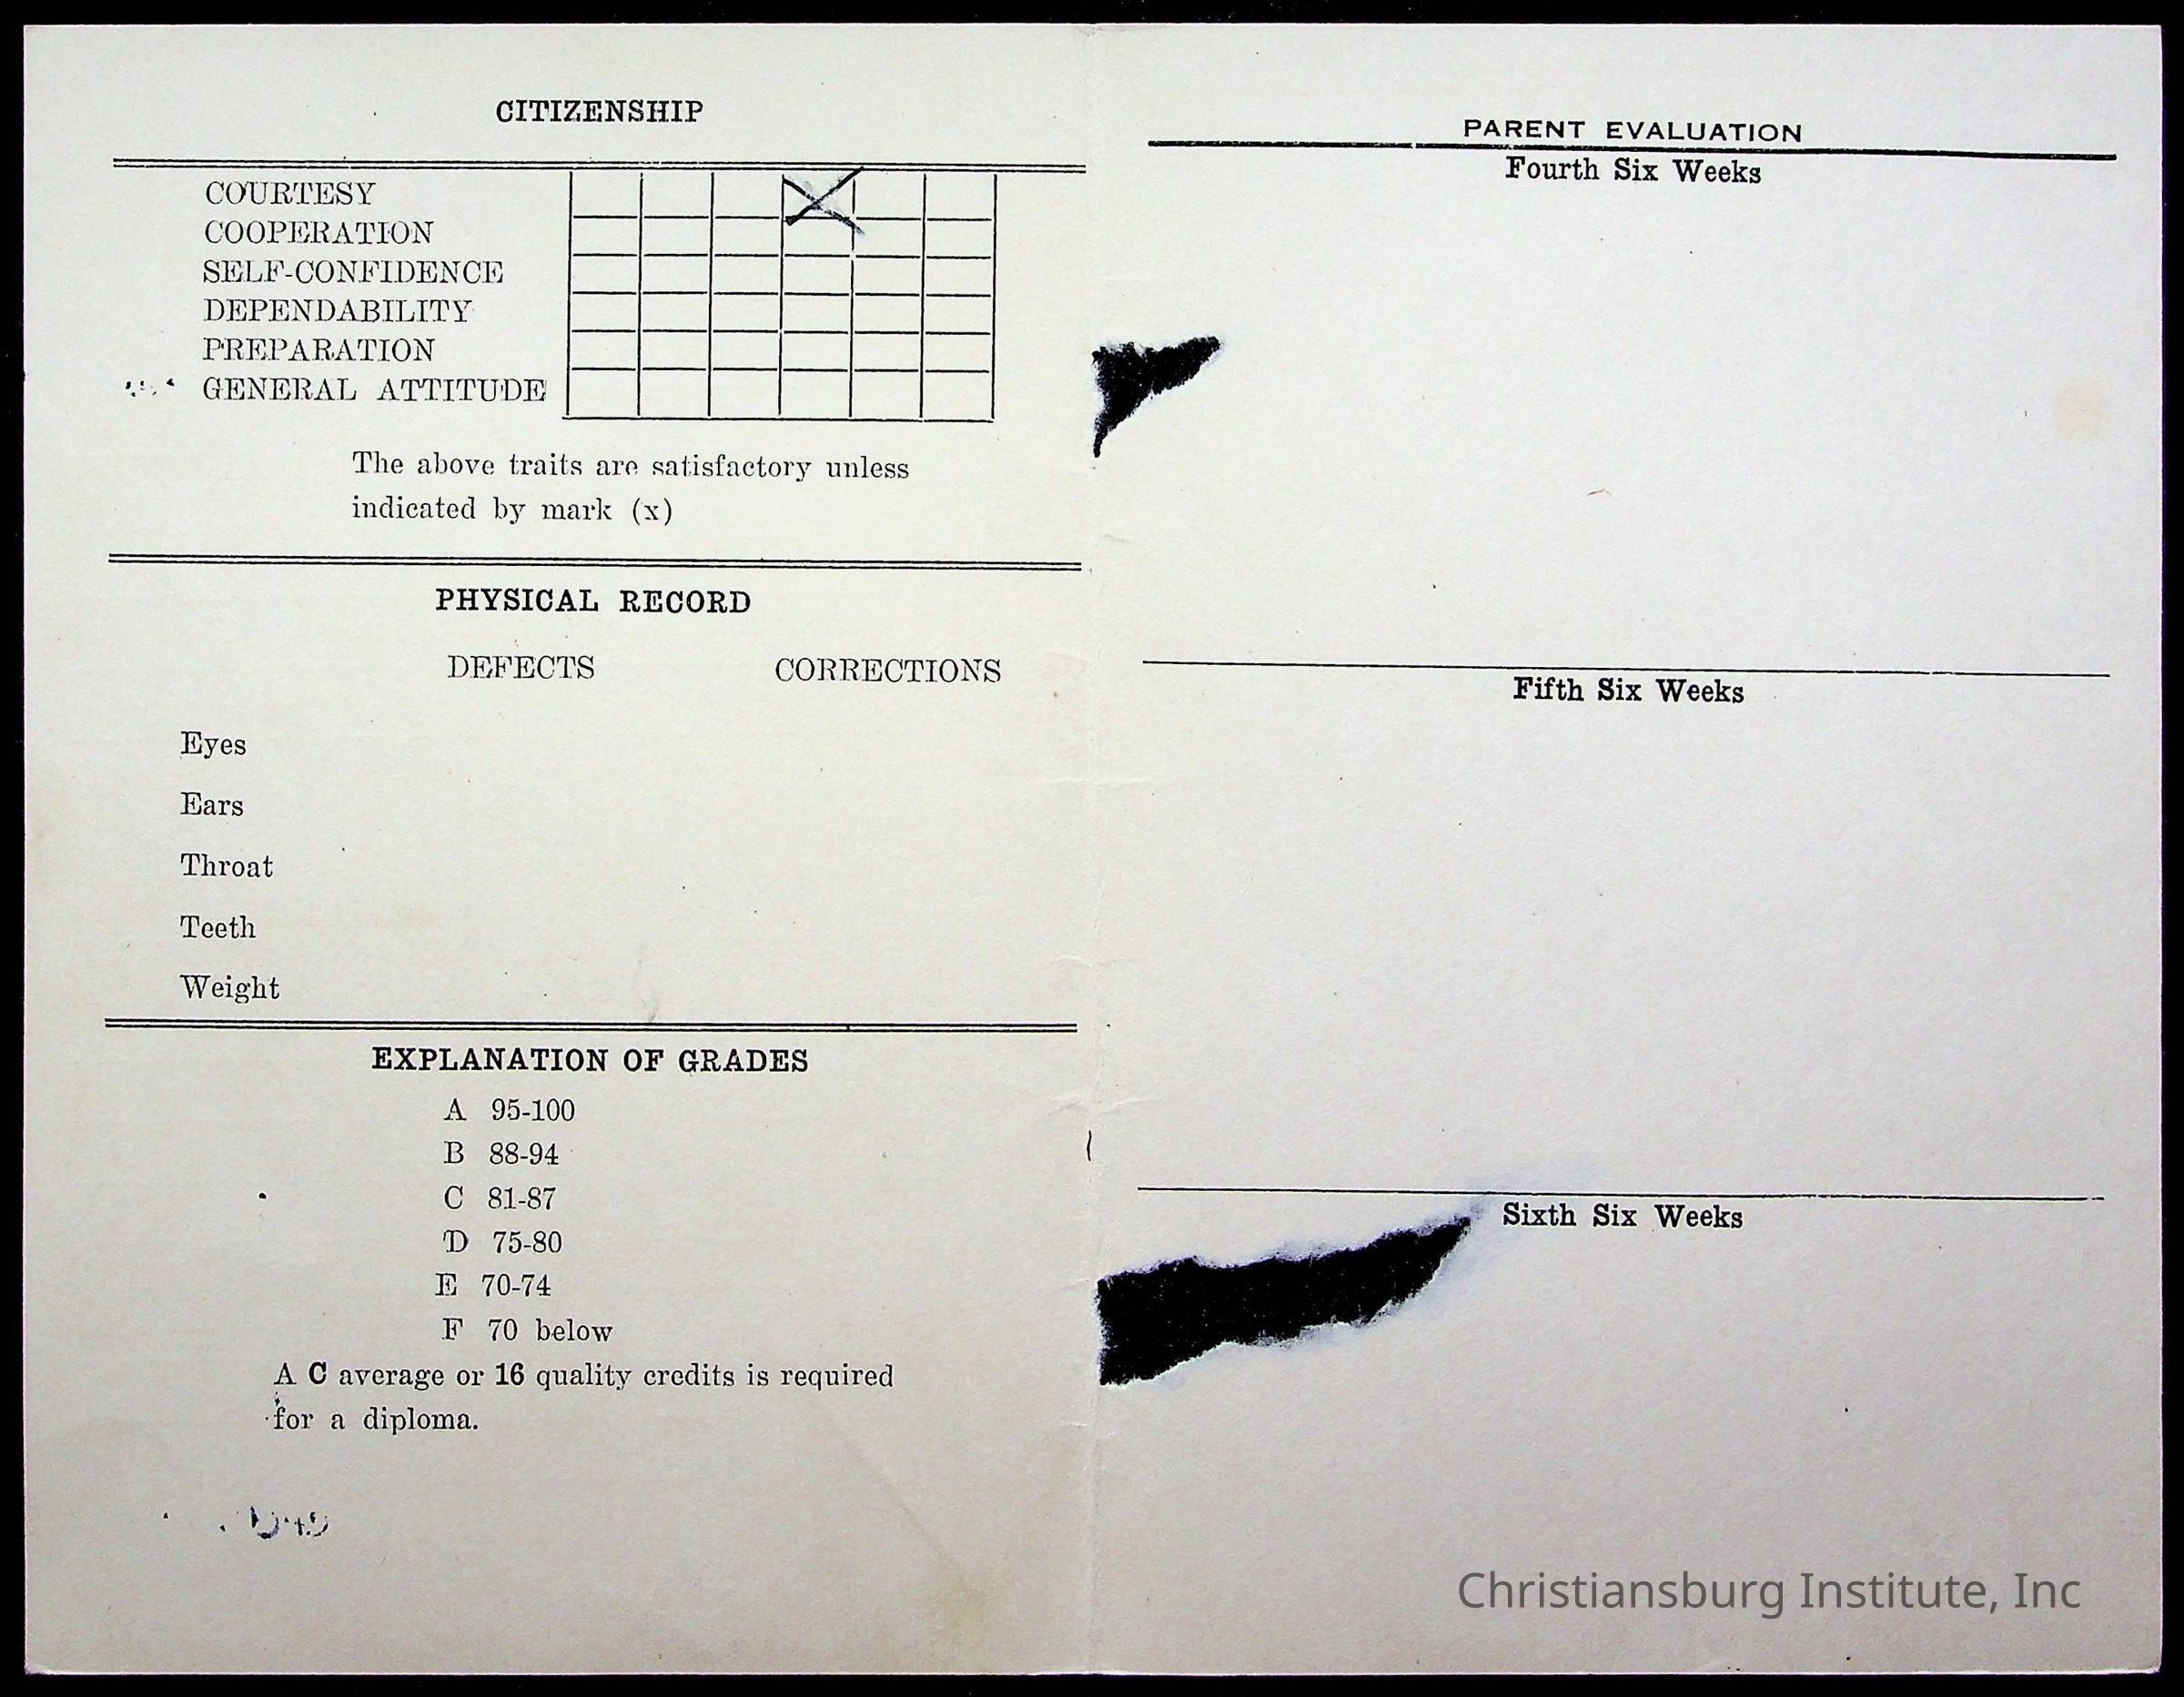 CITIZENSHIP
COURTESY
COOPERATION
SELF-CONFIDENCE
DEPENDABILITY
PREPARATION
GENERAL ATTITUDE
The above traits are satisfactory unless
indicated by mark (x)
PHYSICAL RECORD
DEFECTS CORRECTIONS
Eyes
Ears
Throat
Teeth
Weight
EXPLANATION OF GRADES
A 95-100
B 88-94
C 81-87
D 75-80
E 70-74
F 70 below
A C average or 16 quality credits is required
for a diploma.
PARENT EVALUATION
Fourth Six Weeks
Fifth Six Weeks
Sixth Six Weeks
Christiansburg Institute, Inc